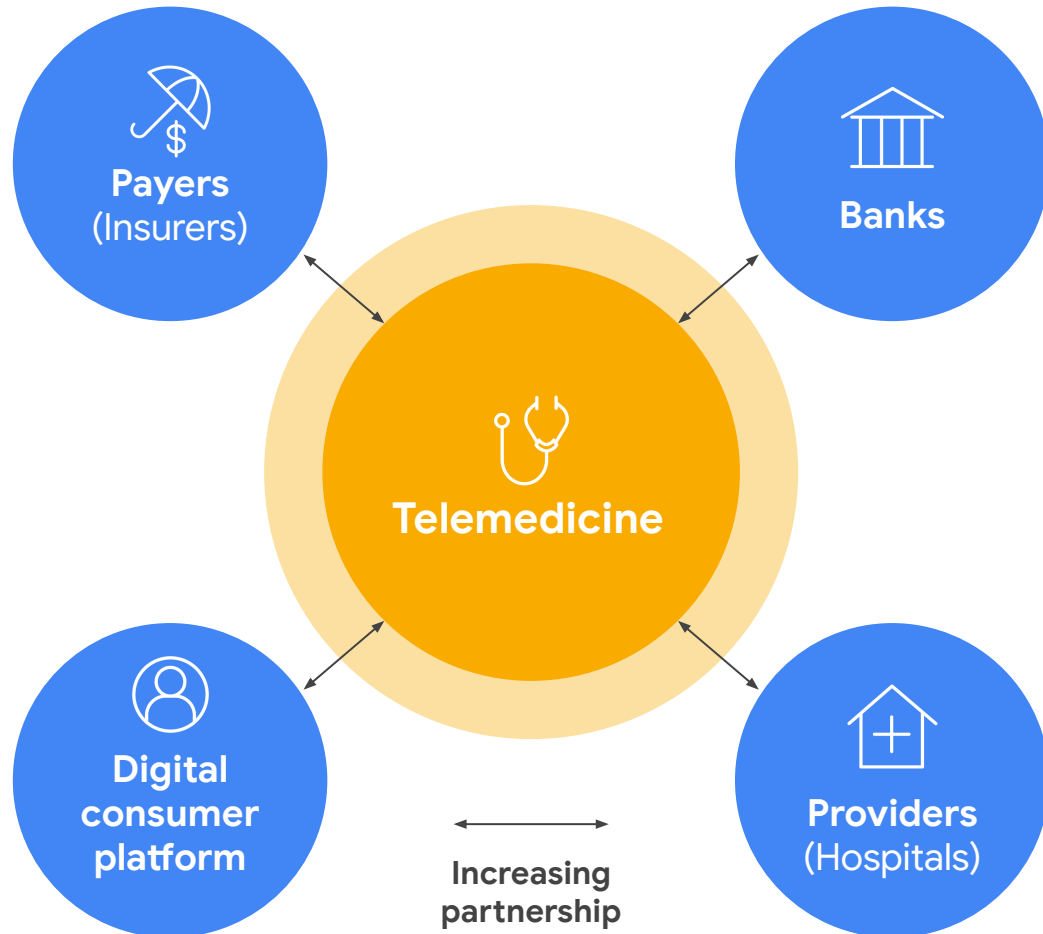 $
Payers
(Insurers)
Banks
Telemedicine
Digital
consumer
platform
Providers
(Hospitals)
Increasing
partnership